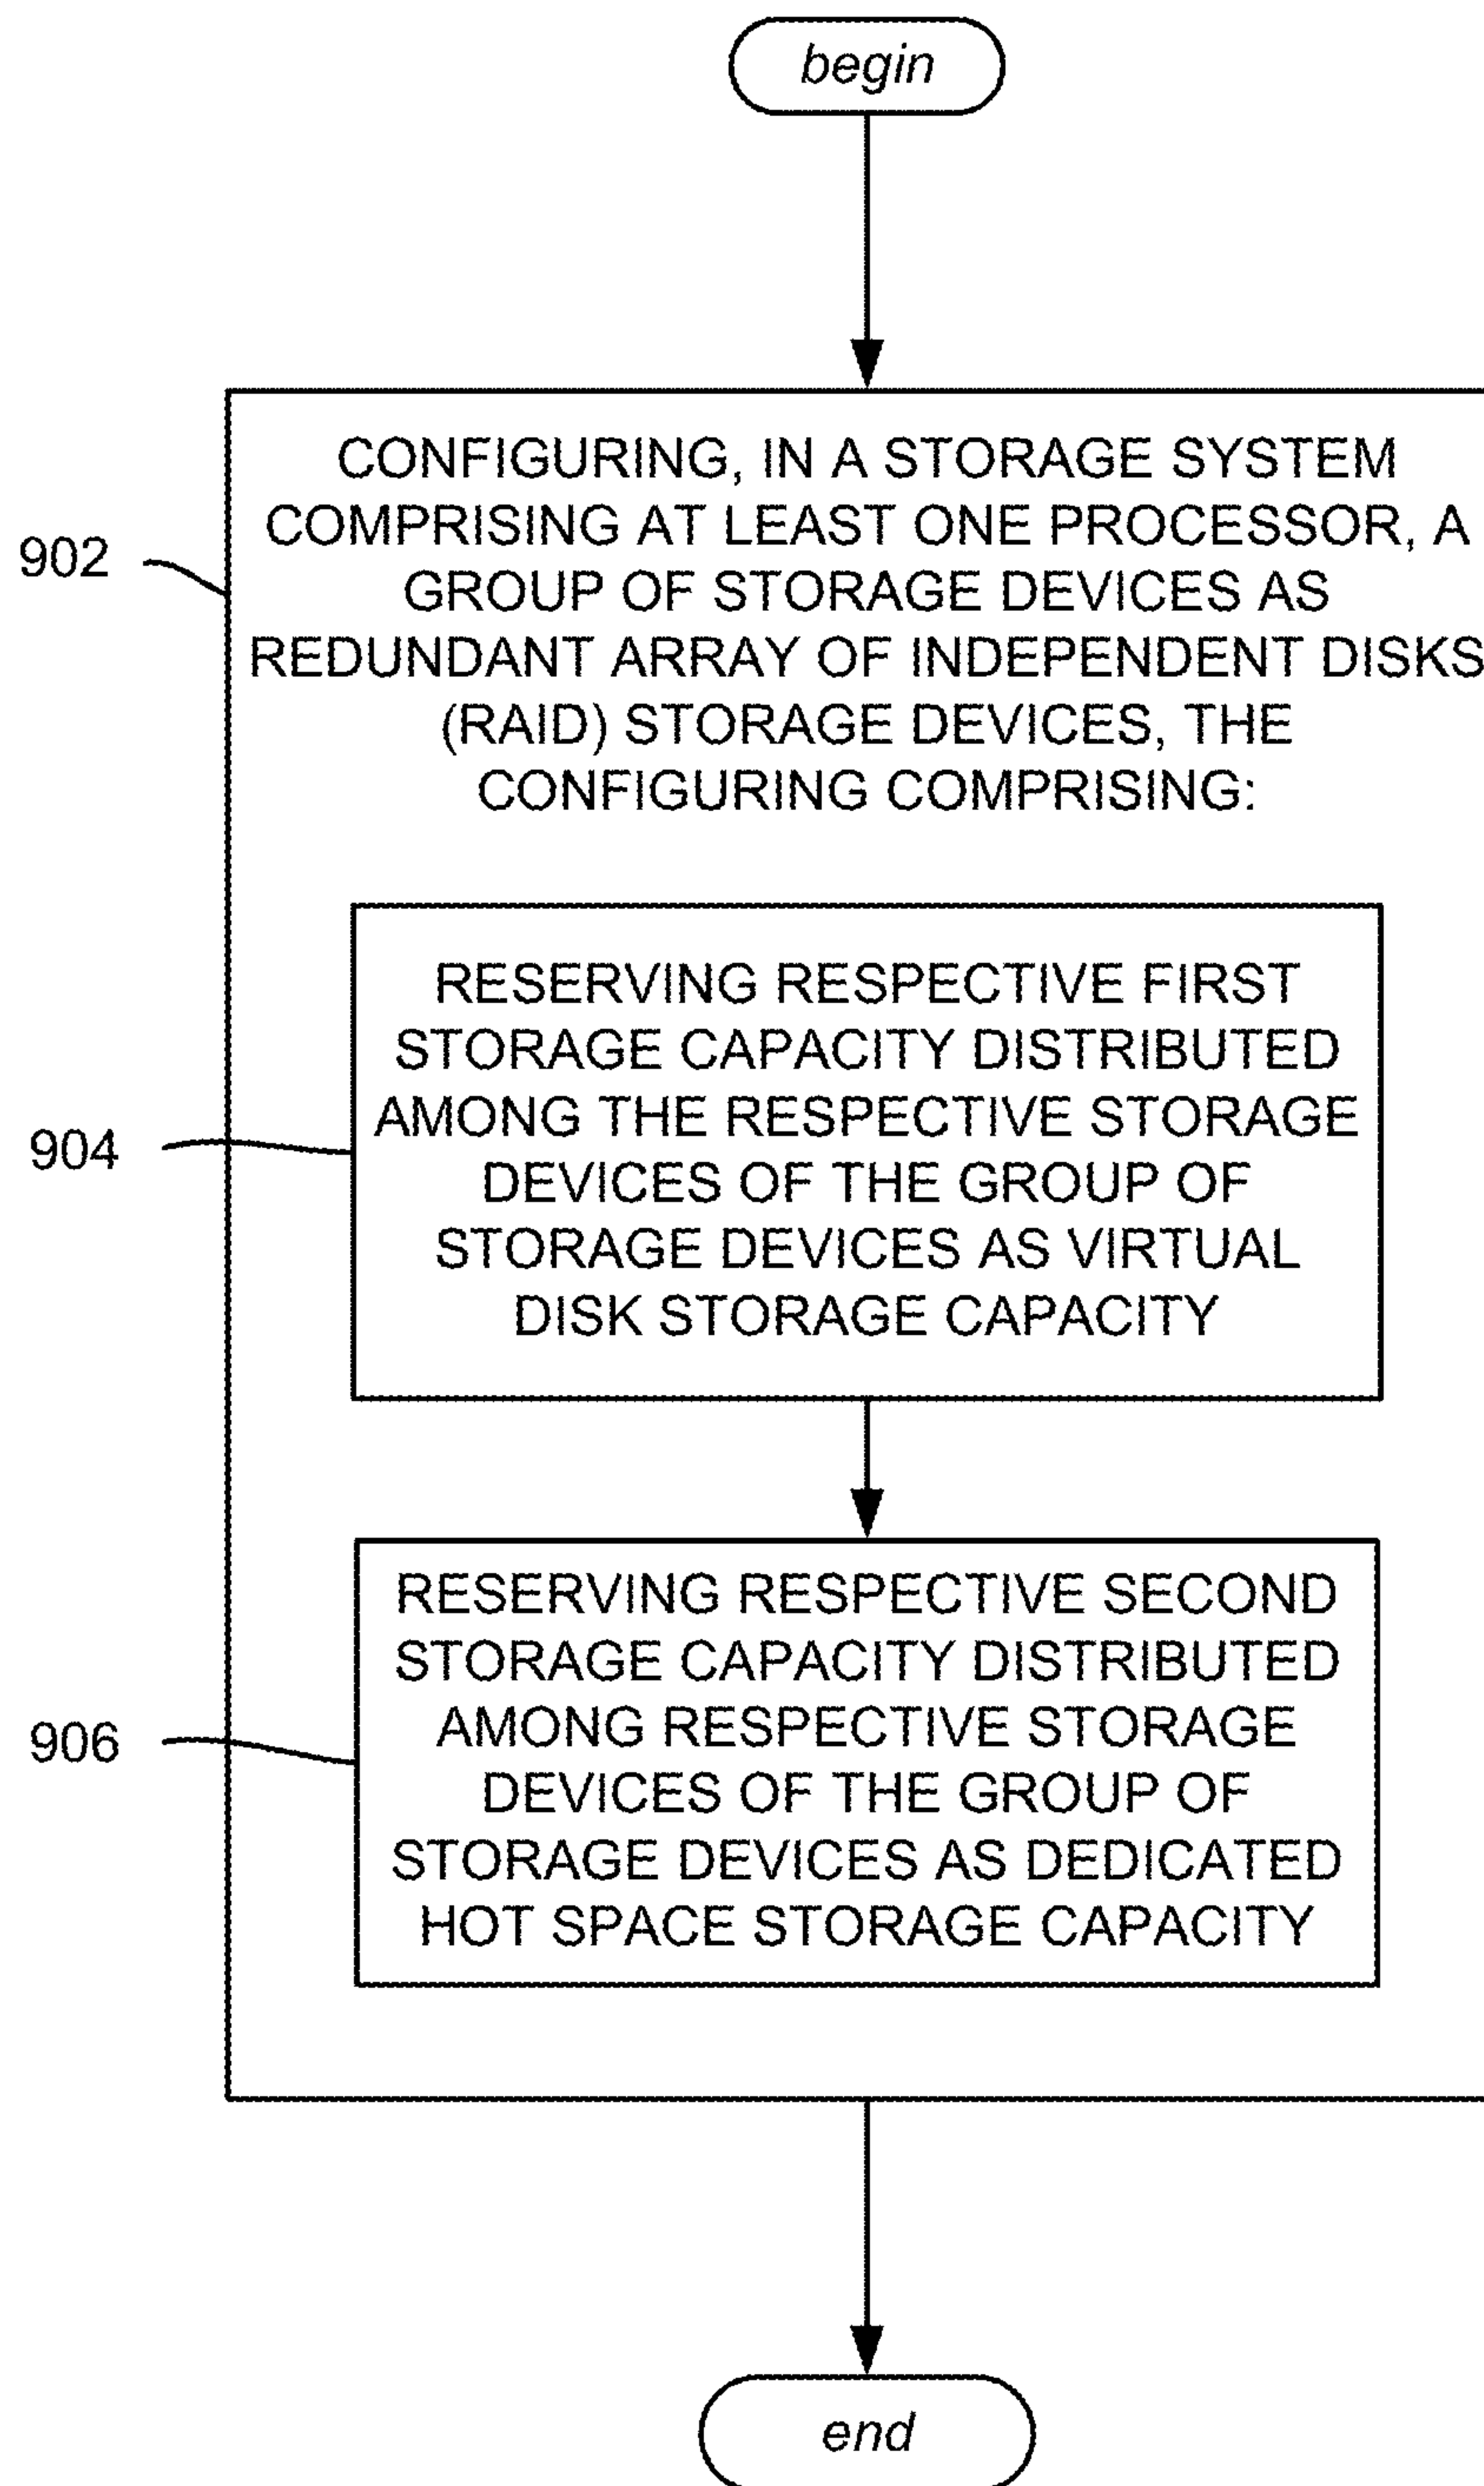 begin
CONFIGURING, IN A STORAGE SYSTEM
COMPRISING AT LEAST ONE PROCESSOR, A
GROUP OF STORAGE DEVICES AS
REDUNDANT ARRAY OF INDEPENDENT DISKS
(RAID) STORAGE DEVICES, THE
CONFIGURING COMPRISING:
902
RESERVING RESPECTIVE FIRST
STORAGE CAPACITY DISTRIBUTED
AMONG THE RESPECTIVE STORAGE
DEVICES OF THE GROUP OF
STORAGE DEVICES AS VIRTUAL
DISK STORAGE CAPACITY
904
RESERVING RESPECTIVE SECOND
STORAGE CAPACITY DISTRIBUTED
AMONG RESPECTIVE STORAGE
DEVICES OF THE GROUP OF
STORAGE DEVICES AS DEDICATED
HOT SPACE STORAGE CAPACITY
906
end